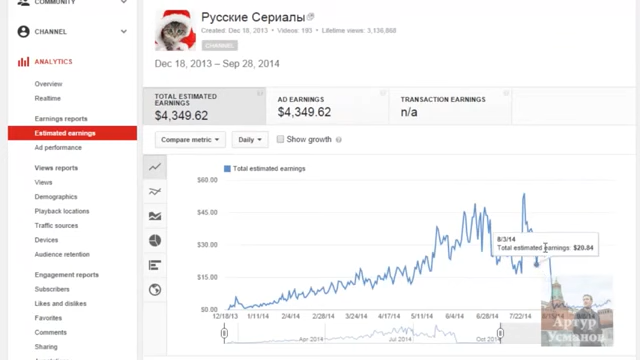 COMMUNITY
CHANNEL
ANALYTICS
Overview
Realtime
Earnings reports
Estimated earnings
Ad performance
Views reports
Views
Demographics
Playback locations
Traffic sources
Devices
Audience retention
Engagement reports
Subscribers
Likes and dislikes
Favorites
Comments
Sharing
Русские Сериалы
Created: Dec 18, 2013 • Videos: 193 • Lifetime views: 3,136,868
CHANNEL
Dec 18, 2013 – Sep 28, 2014
TOTAL ESTIMATED EARNINGS
$4,349.62
AD EARNINGS
$4,349.62
TRANSACTION EARNINGS
n/a
Compare metric
Daily
Show growth
Total estimated earnings
$60.00
$45.00
$30.00
$15.00
$0.00
8/3/14
Total estimated earnings: $20.84
12/18/13 1/11/14 2/4/14 2/28/14 3/24/14 4/17/14 5/11/14 6/4/14 6/28/14 7/22/14
Apr 2014 Jul 2014 Oct 2014
Артур
Усманов